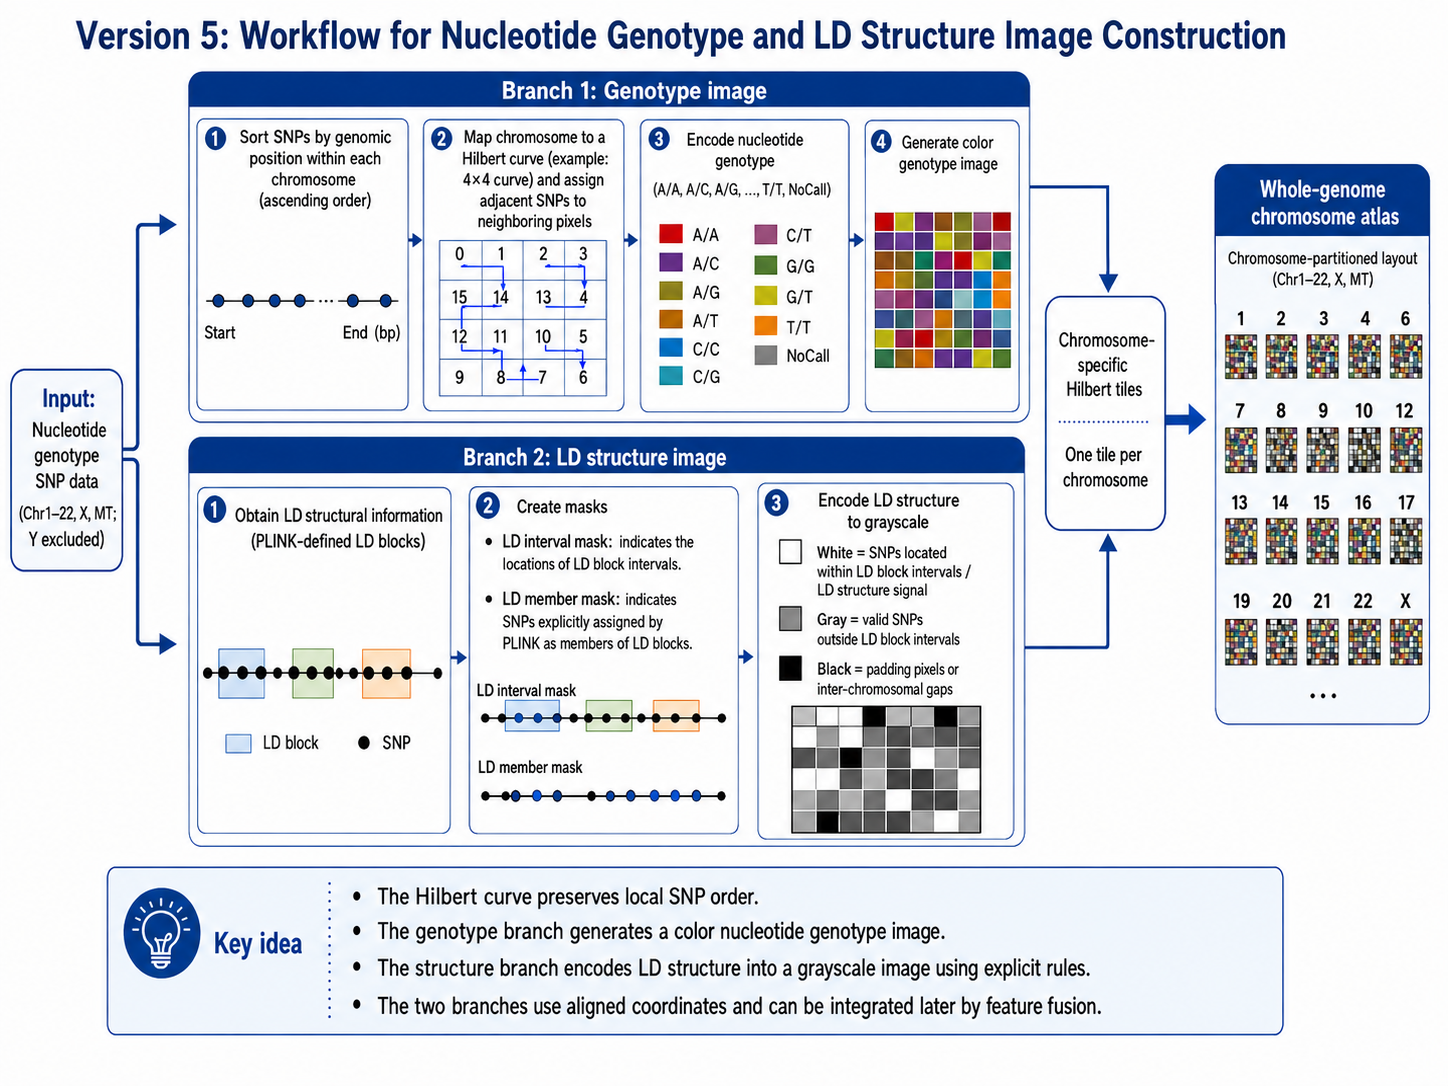 Version 5: Workflow for Nucleotide Genotype and LD Structure Image Construction
Input:
Nucleotide
genotype
SNP data
(Chr1–22, X, MT;
Y excluded)
Branch 1: Genotype image
1
Sort SNPs by genomic
position within each
chromosome
(ascending order)
...
Start
End (bp)
2
Map chromosome to a
Hilbert curve (example:
4×4 curve) and assign
adjacent SNPs to
neighboring pixels
0 1 2 3
15 14 13 4
12 11 10 5
9 8 7 6
3
Encode nucleotide
genotype
(A/A, A/C, A/G, ..., T/T, NoCall)
A/A
A/C
A/G
A/T
C/C
C/G
C/T
G/G
G/T
T/T
NoCall
4
Generate color
genotype image
Branch 2: LD structure image
1
Obtain LD structural information
(PLINK-defined LD blocks)
LD block
SNP
2
Create masks
• LD interval mask: indicates the
locations of LD block intervals.
• LD member mask: indicates
SNPs explicitly assigned by
PLINK as members of LD blocks.
LD interval mask
LD member mask
3
Encode LD structure
to grayscale
White = SNPs located
within LD block intervals /
LD structure signal
Gray = valid SNPs
outside LD block intervals
Black = padding pixels or
inter-chromosomal gaps
Chromosome-
specific
Hilbert tiles
One tile per
chromosome
Whole-genome
chromosome atlas
Chromosome-partitioned layout
(Chr1–22, X, MT)
1 2 3 4 6
7 8 9 10 12
13 14 15 16 17
19 20 21 22 X
...
Key idea
• The Hilbert curve preserves local SNP order.
• The genotype branch generates a color nucleotide genotype image.
• The structure branch encodes LD structure into a grayscale image using explicit rules.
• The two branches use aligned coordinates and can be integrated later by feature fusion.